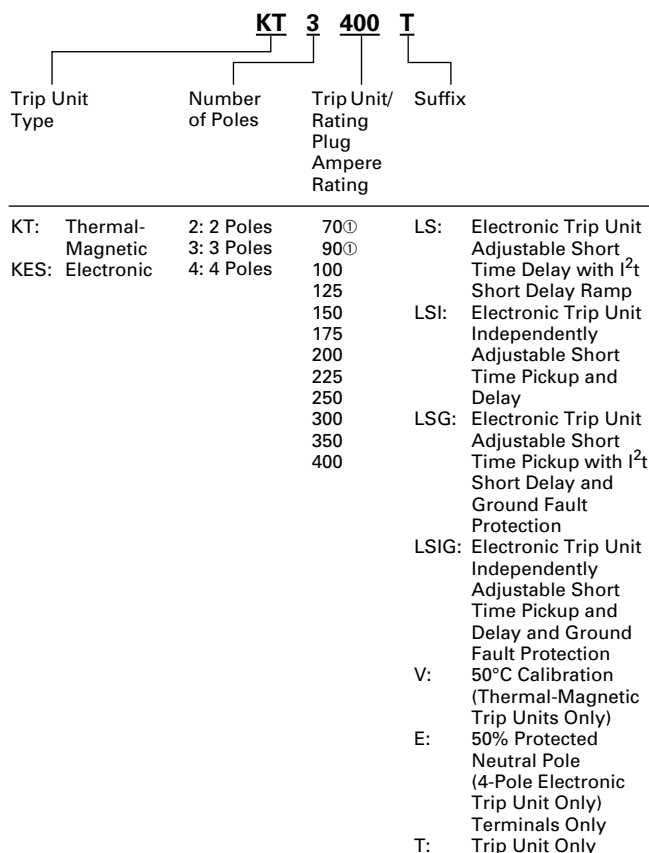 KT 3 400 T
Trip Unit Type
Number of Poles
Trip Unit/ Rating Plug Ampere Rating
Suffix
KT: Thermal-
Magnetic
KES: Electronic
2: 2 Poles
3: 3 Poles
4: 4 Poles
70①
90①
100
125
150
175
200
225
250
300
350
400
LS: Electronic Trip Unit
Adjustable Short
Time Delay with I²t
Short Delay Ramp
LSI: Electronic Trip Unit
Independently
Adjustable Short
Time Pickup and
Delay
LSG: Electronic Trip Unit
Adjustable Short
Time Pickup with I²t
Short Delay and
Ground Fault
Protection
LSIG: Electronic Trip Unit
Independently
Adjustable Short
Time Pickup and
Delay and Ground
Fault Protection
V: 50°C Calibration
(Thermal-Magnetic
Trip Units Only)
E: 50% Protected
Neutral Pole
(4-Pole Electronic
Trip Unit Only)
Terminals Only
T: Trip Unit Only